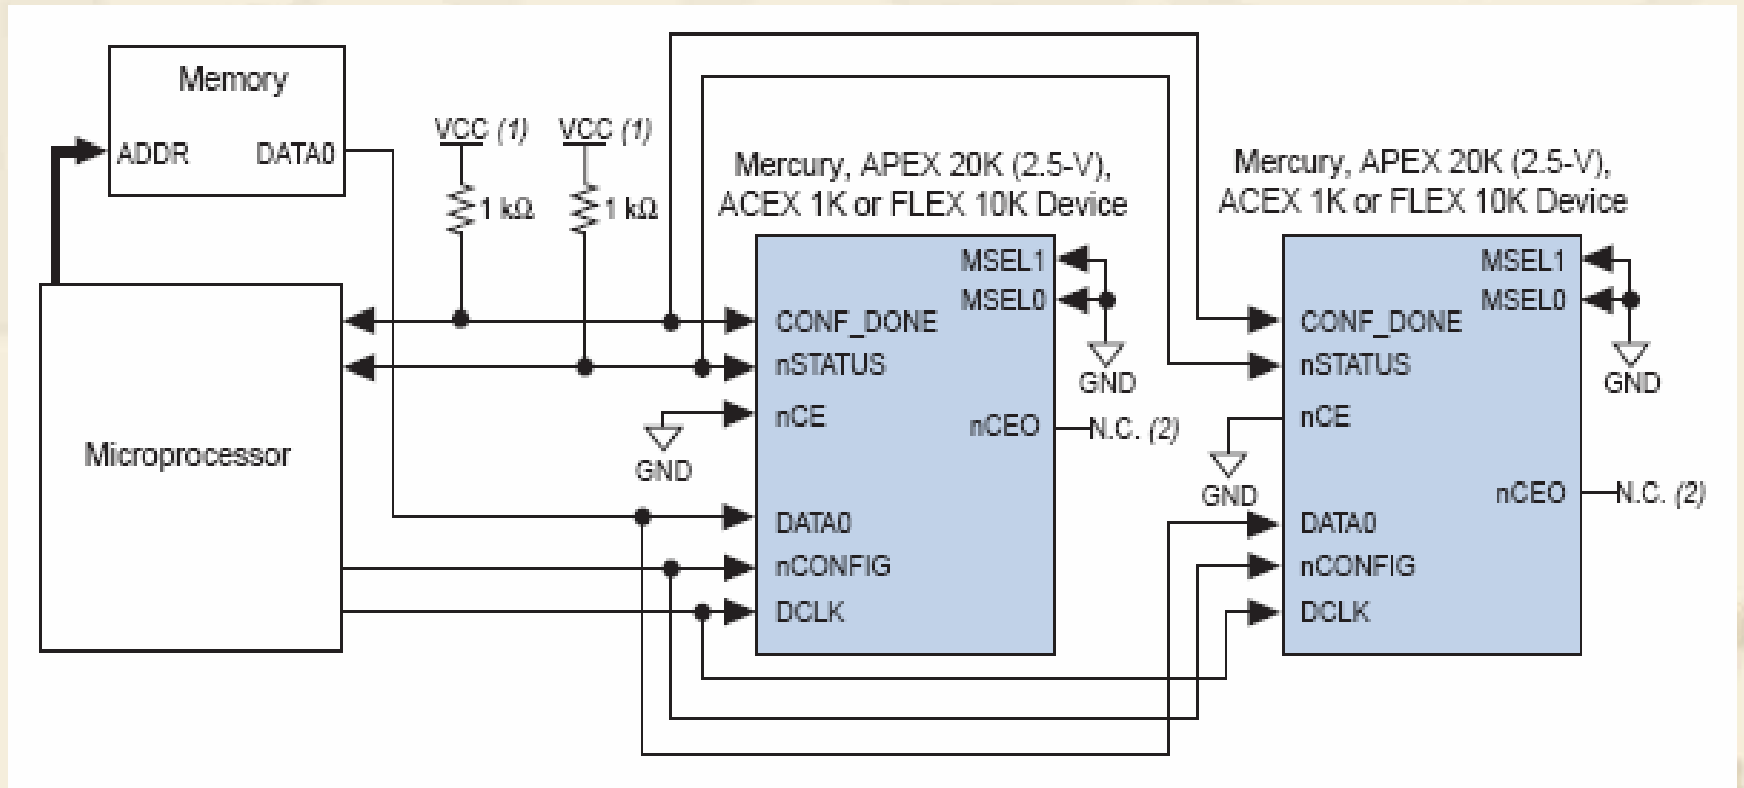 Memory
ADDR
DATA0
VCC (1)
VCC (1)
1 kΩ
1 kΩ
Microprocessor
Mercury, APEX 20K (2.5-V),
ACEX 1K or FLEX 10K Device
MSEL1
MSEL0
CONF_DONE
nSTATUS
GND
nCE
GND
nCEO
N.C. (2)
DATA0
nCONFIG
DCLK
Mercury, APEX 20K (2.5-V),
ACEX 1K or FLEX 10K Device
MSEL1
MSEL0
CONF_DONE
nSTATUS
GND
nCE
GND
nCEO
N.C. (2)
DATA0
nCONFIG
DCLK